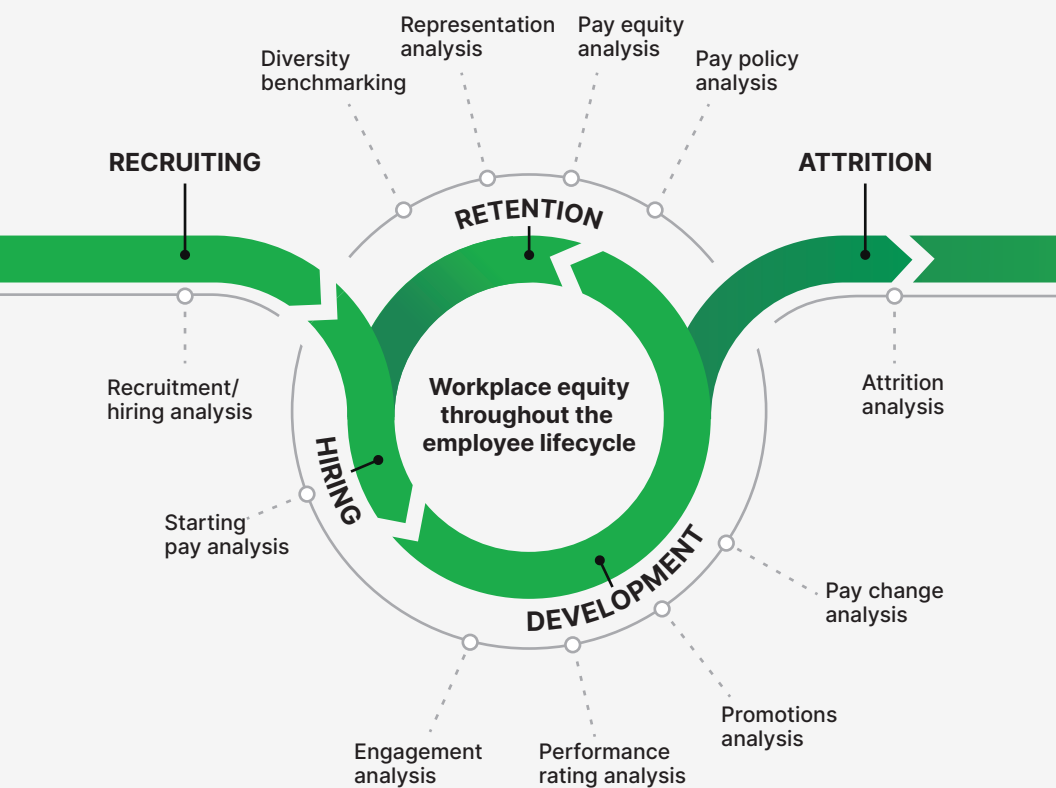 Representation
analysis
Pay equity
analysis
Diversity
benchmarking
Pay policy
analysis
RECRUITING
ATTRITION
RETENTION
Recruitment/
hiring analysis
Workplace equity
throughout the
employee lifecycle
Attrition
analysis
HIRING
Starting
pay analysis
DEVELOPMENT
Pay change
analysis
Promotions
analysis
Engagement
analysis
Performance
rating analysis